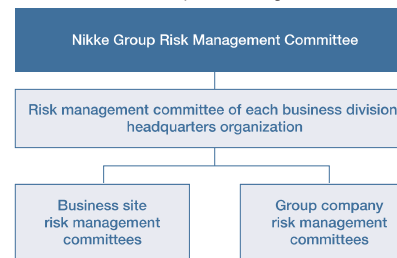 Nikke Group Risk Management Committee
Risk management committee of each business division
headquarters organization
Business site
risk management
committees
Group company
risk management
committees